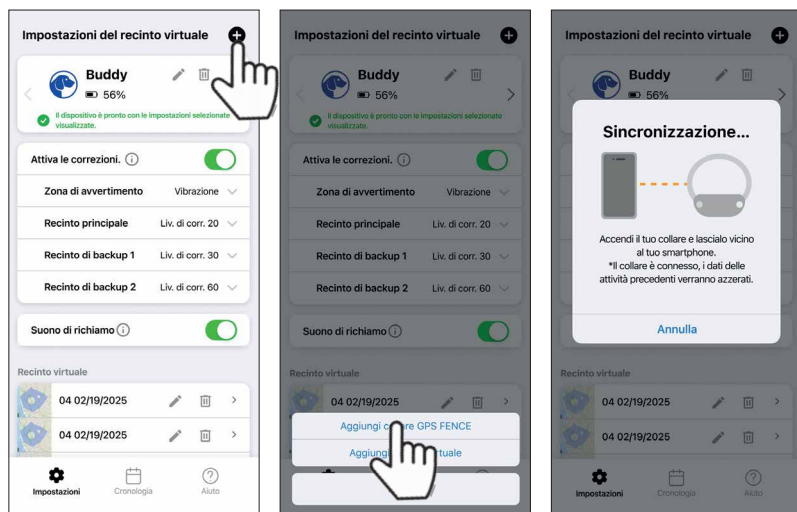 Impostazioni del recinto virtuale
Buddy
56%
Il dispositivo è pronto con le impostazioni selezionate
visualizzate.
Attiva le correzioni.
Zona di avvertimento Vibrazione
Recinto principale Liv. di corr. 20
Recinto di backup 1 Liv. di corr. 30
Recinto di backup 2 Liv. di corr. 60
Suono di richiamo
Recinto virtuale
04 02/19/2025
04 02/19/2025
Impostazioni Cronologia Aiuto
Impostazioni del recinto virtuale
Buddy
56%
Il dispositivo è pronto con le impostazioni selezionate
visualizzate.
Attiva le correzioni.
Zona di avvertimento Vibrazione
Recinto principale Liv. di corr. 20
Recinto di backup 1 Liv. di corr. 30
Recinto di backup 2 Liv. di corr. 60
Suono di richiamo
Recinto virtuale
04 02/19/2025
Aggiungi GPS FENCE
Aggiungi
Impostazioni del recinto virtuale
Buddy
56%
Sincronizzazione...
Accendi il tuo collare e lascialo vicino
al tuo smartphone.
*Il collare è connesso, i dati delle
attività precedenti verranno azzerati.
Annulla
Recinto virtuale
04 02/19/2025
04 02/19/2025
Impostazioni Cronologia Aiuto